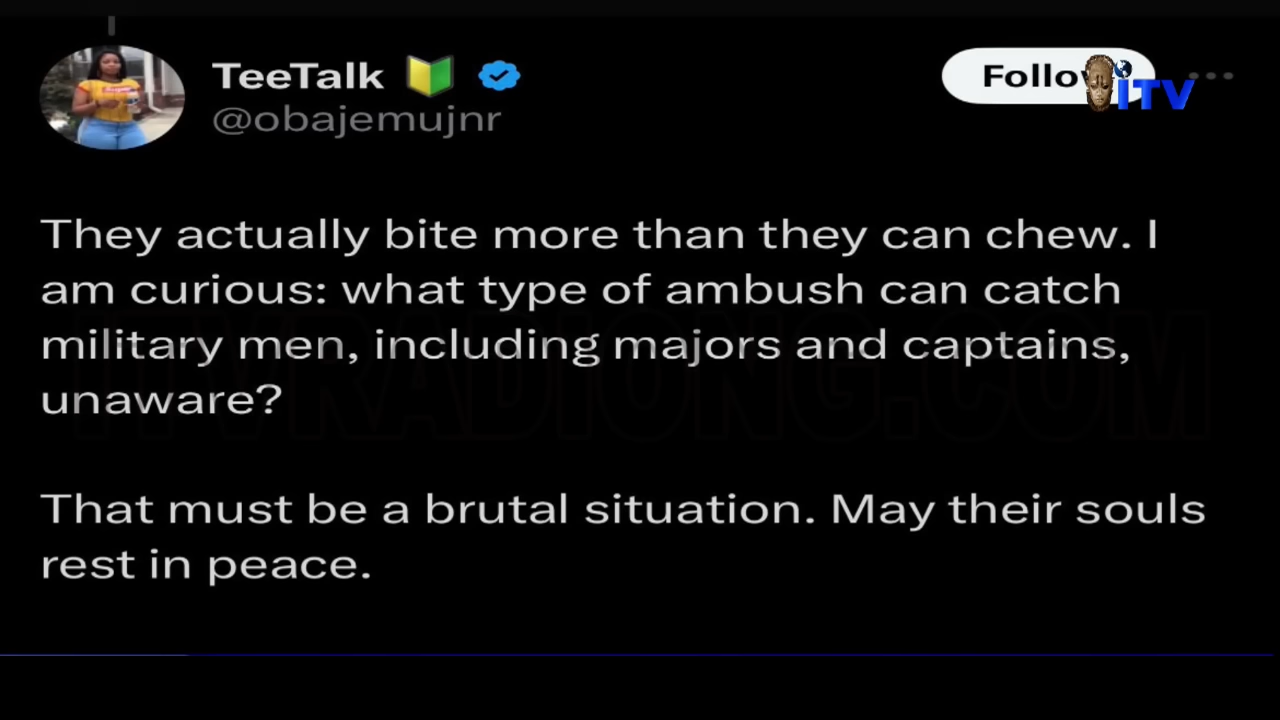 TeeTalk
@obajemujnr
Follow
iTV
They actually bite more than they can chew. I
am curious: what type of ambush can catch
military men, including majors and captains,
unaware?
That must be a brutal situation. May their souls
rest in peace.
ITVRADIONG.COM